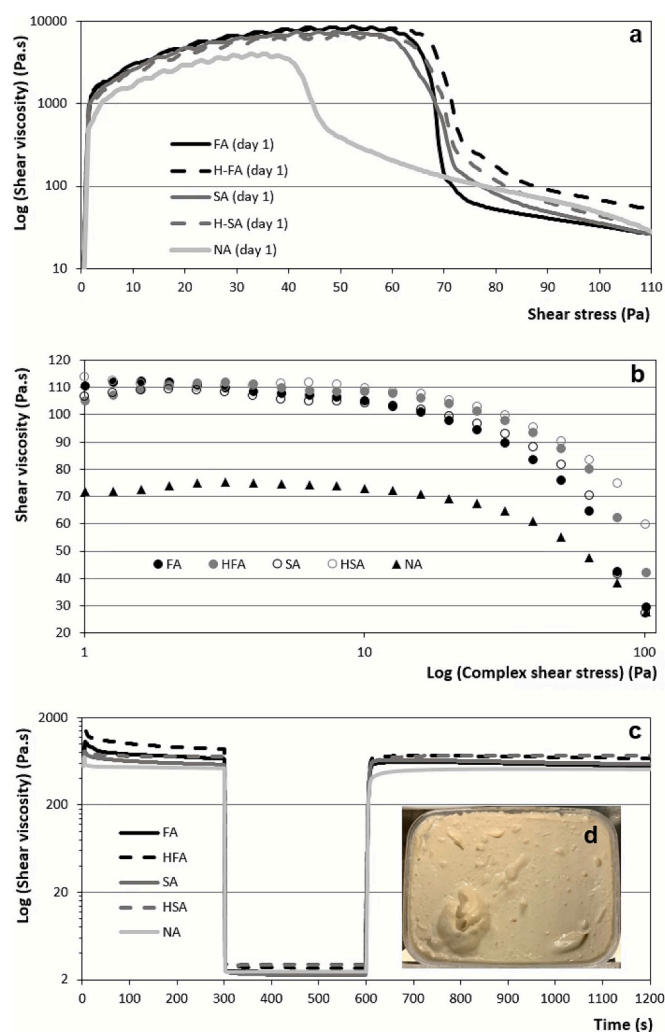 a
Log (Shear viscosity) (Pa.s)
10000
1000
100
10
FA (day 1)
H-FA (day 1)
SA (day 1)
H-SA (day 1)
NA (day 1)
0 10 20 30 40 50 60 70 80 90 100 110
Shear stress (Pa)
b
Shear viscosity (Pa.s)
120
110
100
90
80
70
60
50
40
30
20
FA HFA SA HSA NA
1 10 100
Log (Complex shear stress) (Pa)
c
Log (Shear viscosity) (Pa.s)
2000
200
20
2
FA
HFA
SA
HSA
NA
d
0 100 200 300 400 500 600 700 800 900 1000 1100 1200
Time (s)